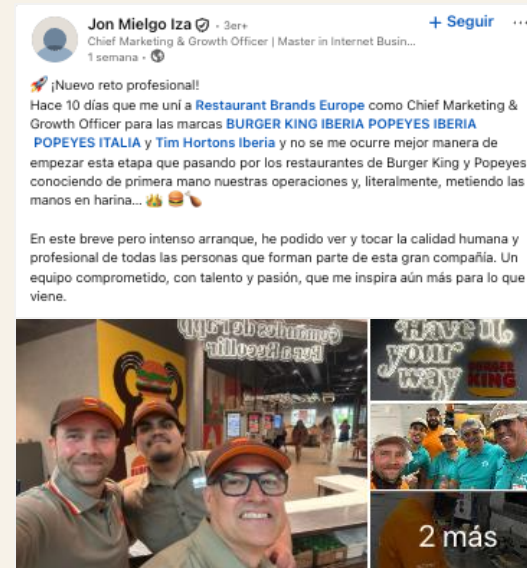 Jon Mielgo Iza · 3er+
+ Seguir ...
Chief Marketing & Growth Officer | Master in Internet Busin...
1 semana ·
🚀 ¡Nuevo reto profesional!
Hace 10 días que me uní a Restaurant Brands Europe como Chief Marketing &
Growth Officer para las marcas BURGER KING IBERIA POPEYES IBERIA
POPEYES ITALIA y Tim Hortons Iberia y no se me ocurre mejor manera de
empezar esta etapa que pasando por los restaurantes de Burger King y Popeyes
conociendo de primera mano nuestras operaciones y, literalmente, metiendo las
manos en harina... 👑 🍔🍗
En este breve pero intenso arranque, he podido ver y tocar la calidad humana y
profesional de todas las personas que forman parte de esta gran compañía. Un
equipo comprometido, con talento y pasión, que me inspira aún más para lo que
viene.
Have it
your
way
BURGER
KING
2 más